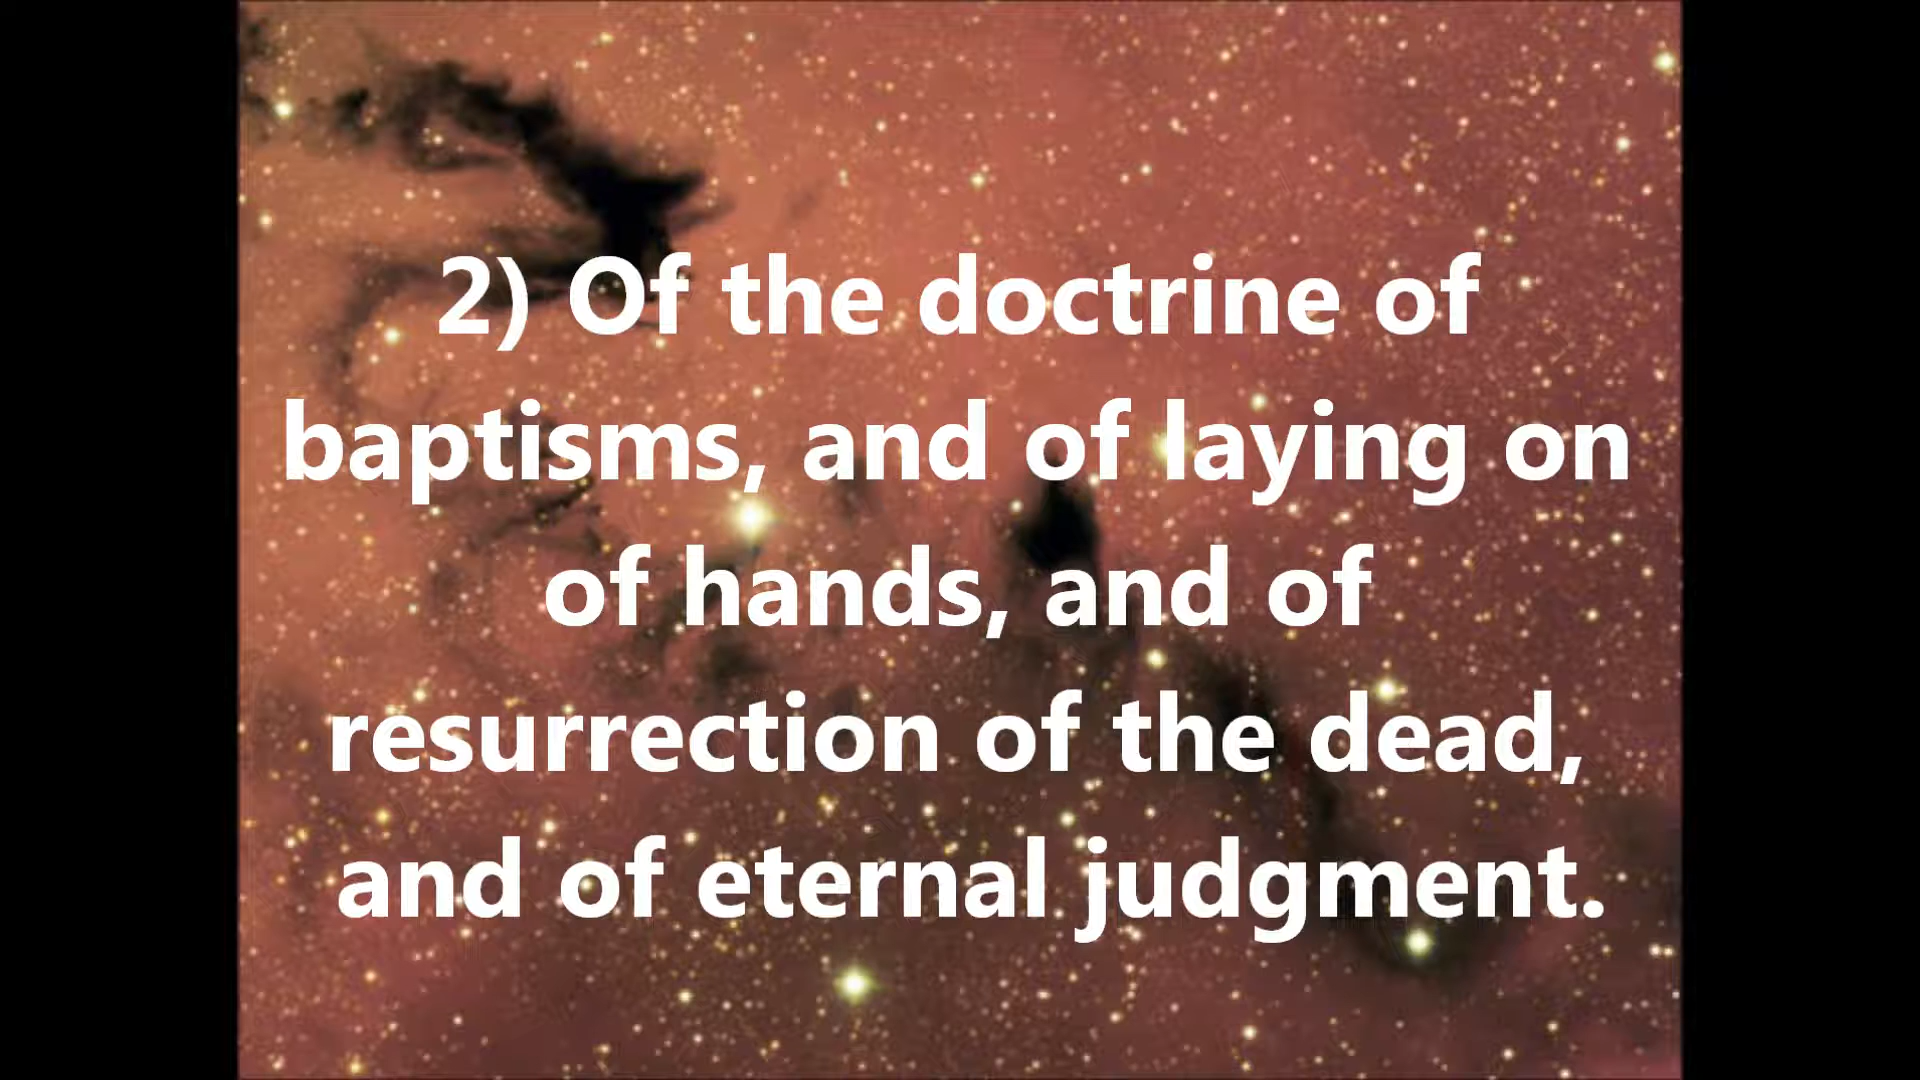 2) Of the doctrine of
baptisms, and of laying on
of hands, and of
resurrection of the dead,
and of eternal judgment.